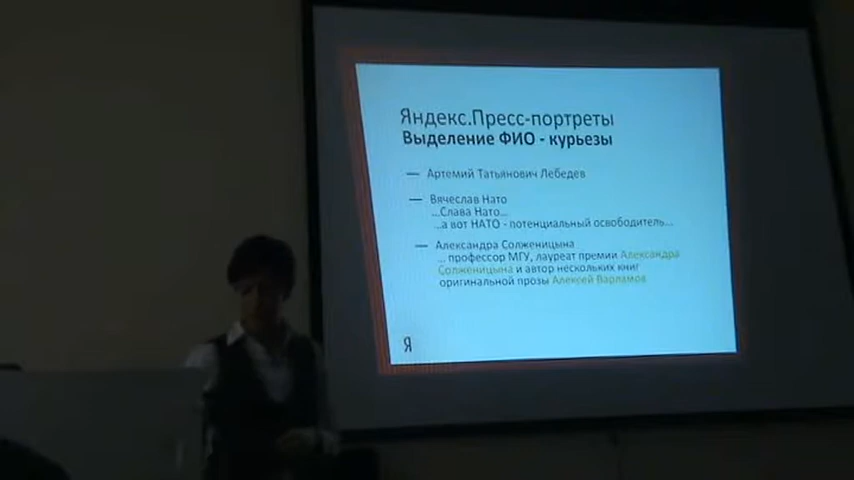 Яндекс.Пресс-портреты
Выделение ФИО - курьезы
— Артемий Татьянович Лебедев
— Вячеслав Нато
...Слава Нато...
...а вот НАТО - потенциальный освободитель...
— Александра Солженицына
... профессор МГУ, лауреат премии Александра
Солженицына и автор нескольких книг
оригинальной прозы Алексей Варламов
Я